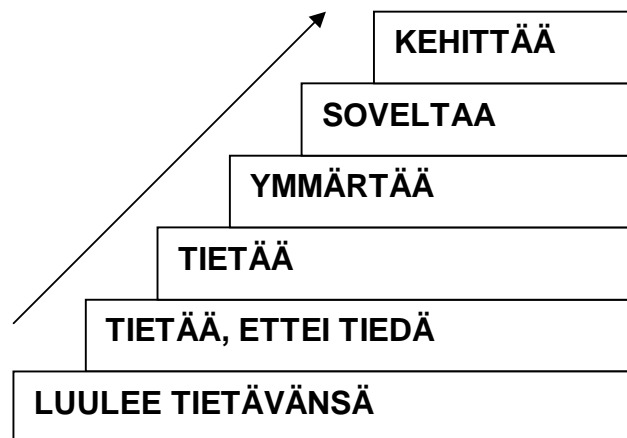 KEHITTÄÄ
SOVELTAA
YMMÄRTÄÄ
TIETÄÄ
TIETÄÄ, ETTEI TIEDÄ
LUULEE TIETÄVÄNSÄ